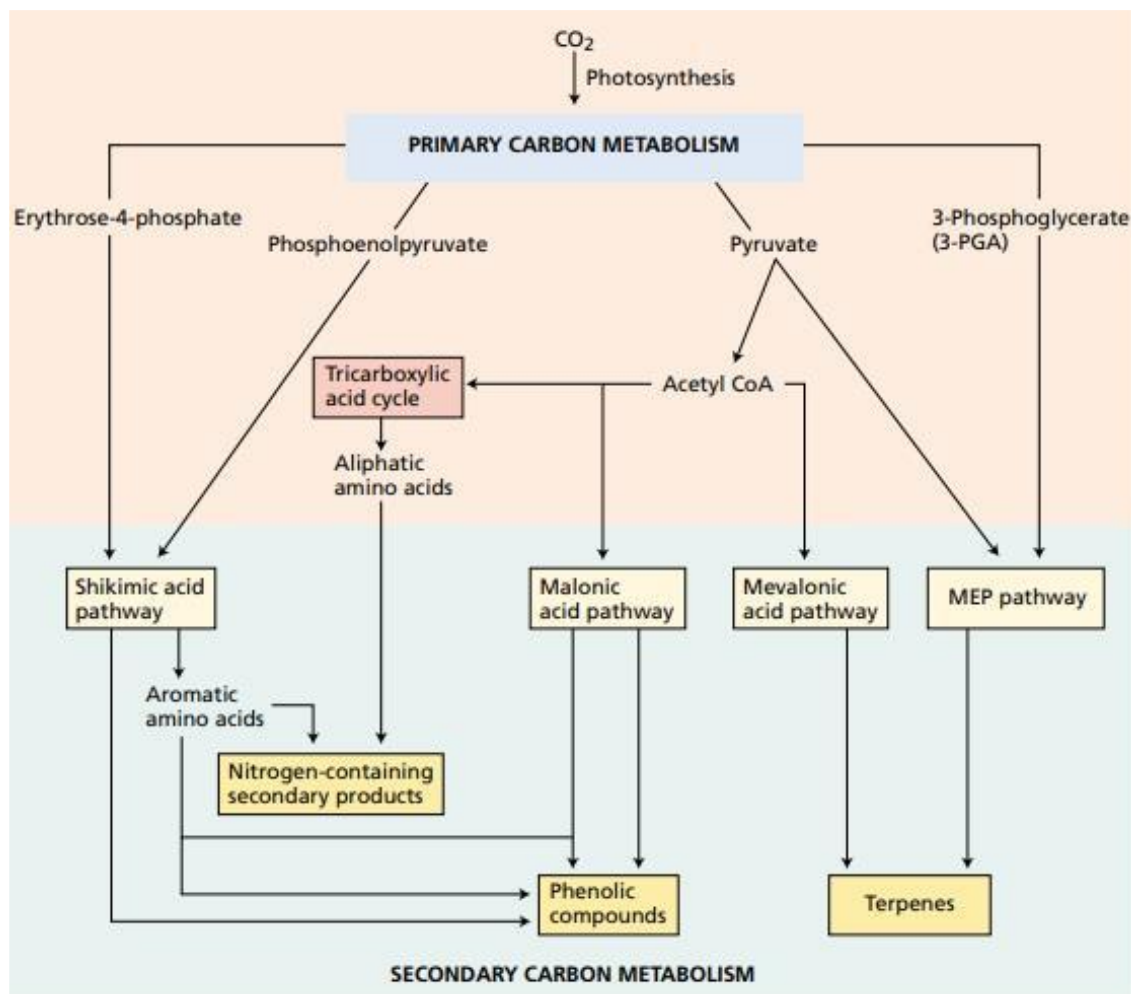 CO2
Photosynthesis
PRIMARY CARBON METABOLISM
Erythrose-4-phosphate
Phosphoenolpyruvate
Pyruvate
3-Phosphoglycerate
(3-PGA)
Tricarboxylic
acid cycle
Acetyl CoA
Aliphatic
amino acids
Shikimic acid
pathway
Malonic
acid pathway
Mevalonic
acid pathway
MEP pathway
Aromatic
amino acids
Nitrogen-containing
secondary products
Phenolic
compounds
Terpenes
SECONDARY CARBON METABOLISM